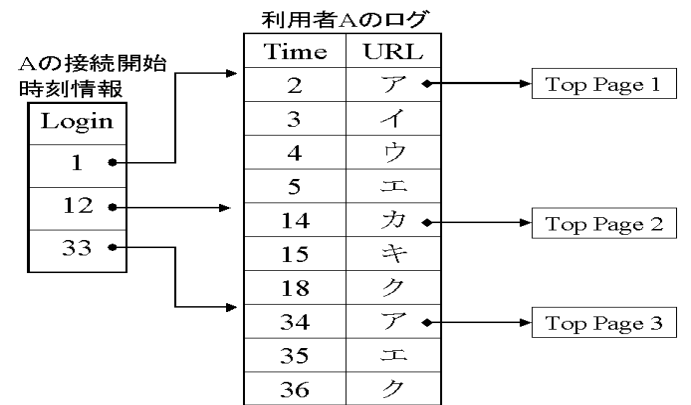 利用者Aのログ
Aの接続開始
時刻情報
Login
1
12
33
Time URL
2 ア
3 イ
4 ウ
5 エ
14 カ
15 キ
18 ク
34 ア
35 エ
36 ク
Top Page 1
Top Page 2
Top Page 3